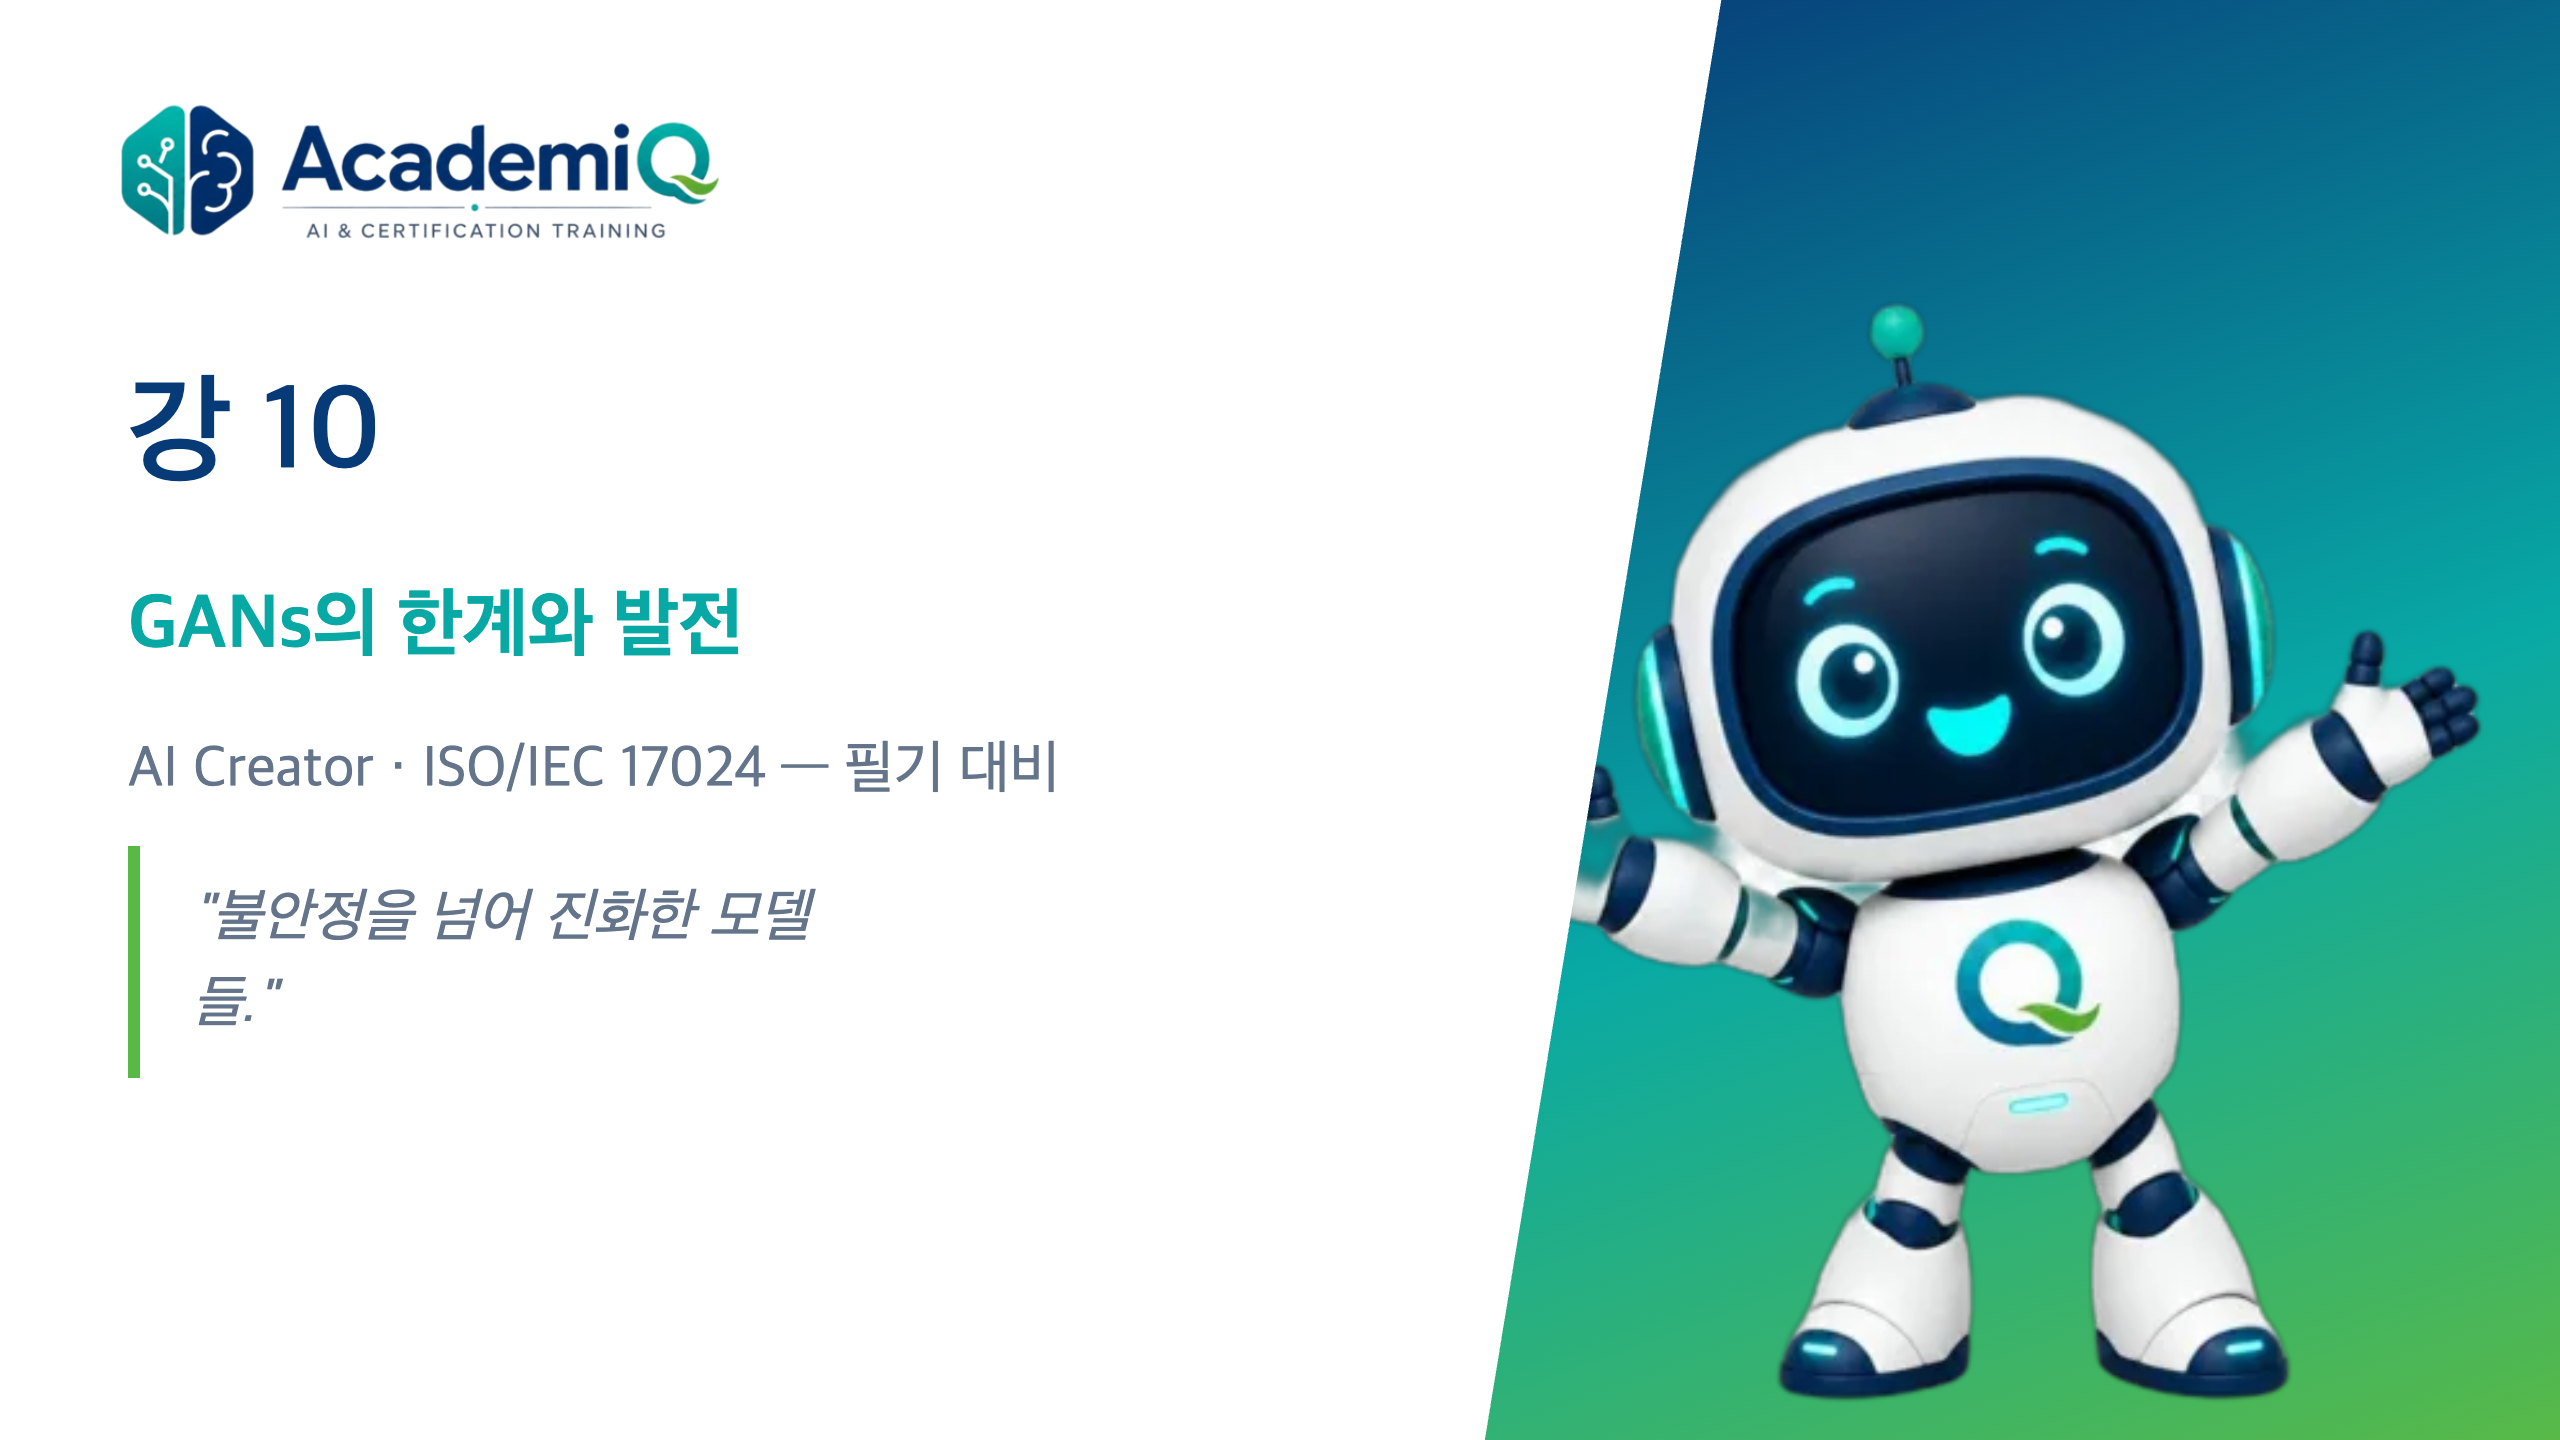 AcademiQ
AI & CERTIFICATION TRAINING
강 10
GANs의 한계와 발전
AI Creator · ISO/IEC 17024 — 필기 대비
"불안정을 넘어 진화한 모델
들."
Q